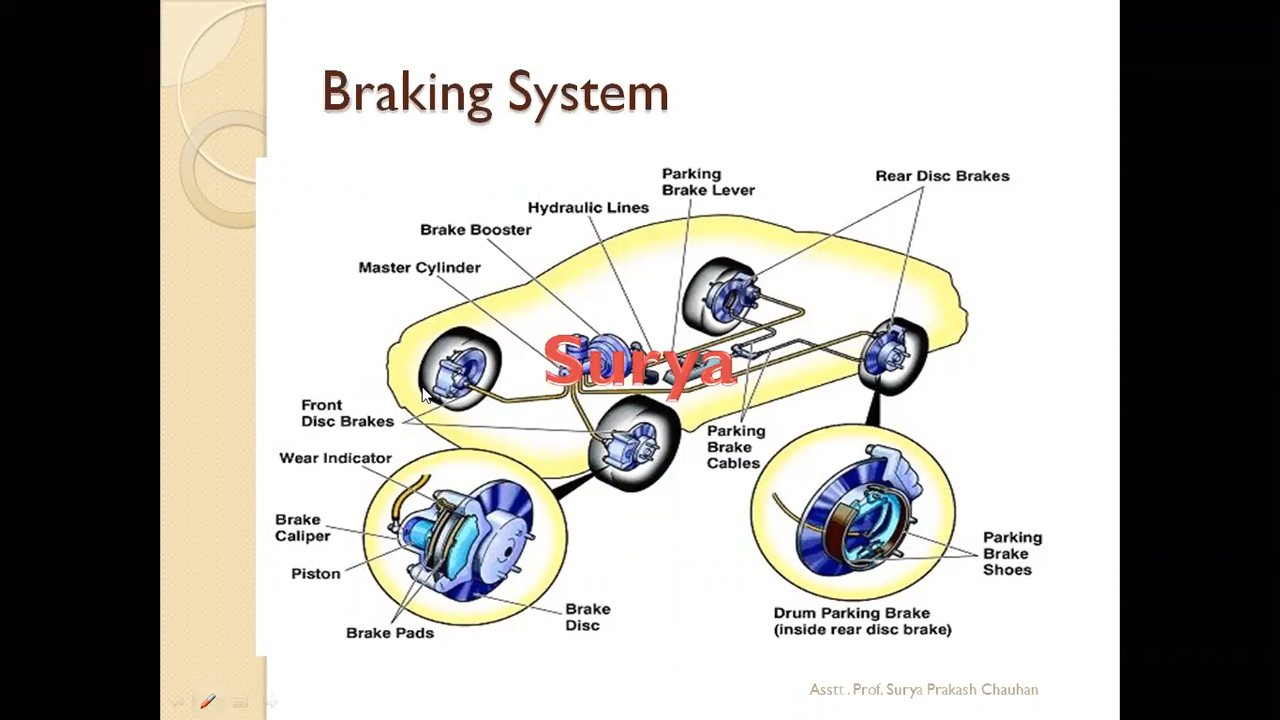 Braking System
Parking
Brake Lever
Rear Disc Brakes
Hydraulic Lines
Brake Booster
Master Cylinder
Surya
Front
Disc Brakes
Parking
Brake
Cables
Wear Indicator
Brake
Caliper
Piston
Brake Pads
Brake
Disc
Parking
Brake
Shoes
Drum Parking Brake
(inside rear disc brake)
Asstt . Prof. Surya Prakash Chauhan